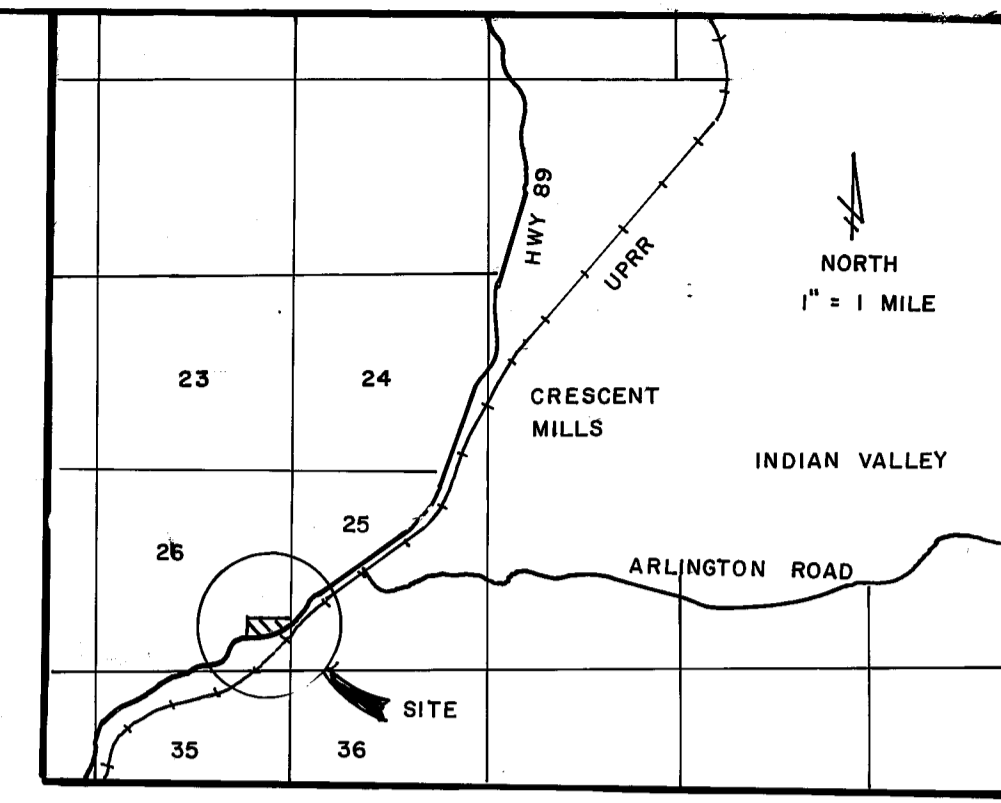 HWY 89
UPRR
NORTH
1" = 1 MILE
23
24
CRESCENT
MILLS
INDIAN VALLEY
25
26
ARLINGTON ROAD
SITE
35
36